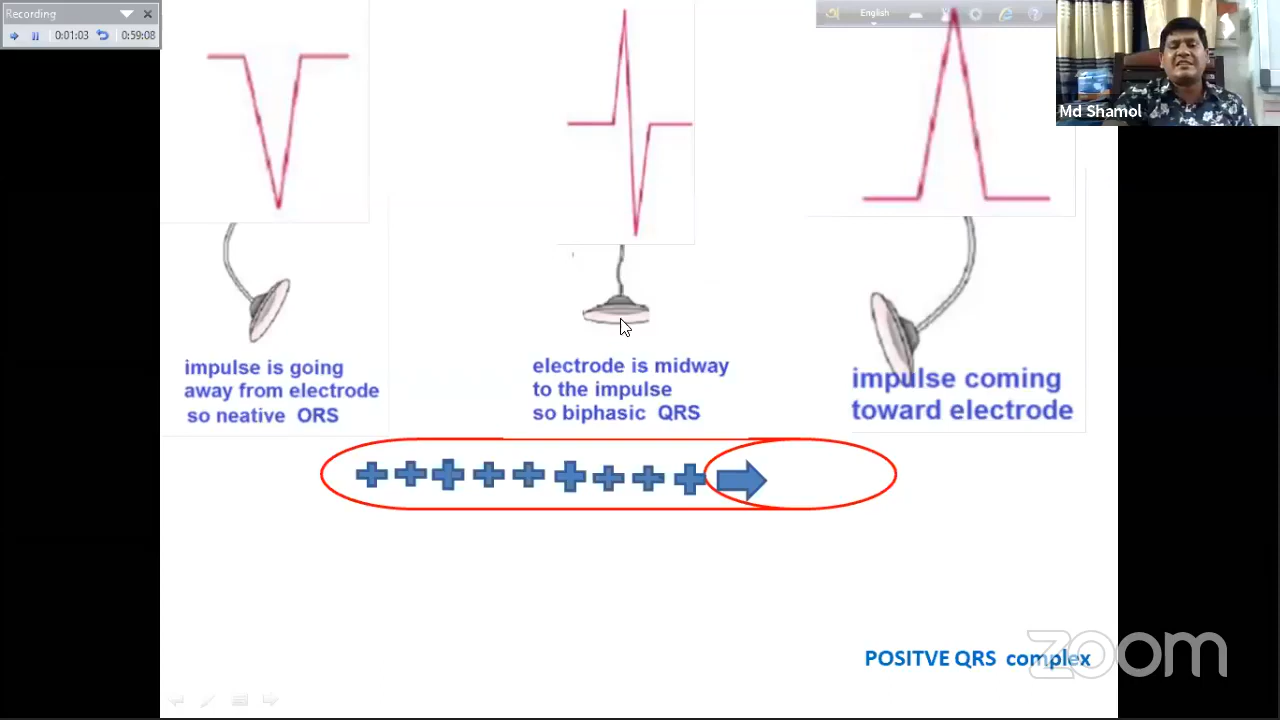 Recording
0:01:03
0:59:08
English
Md Shamol
impulse is going
away from electrode
so neative ORS
electrode is midway
to the impulse
so biphasic QRS
impulse coming
toward electrode
POSITVE QRS complex
zoom